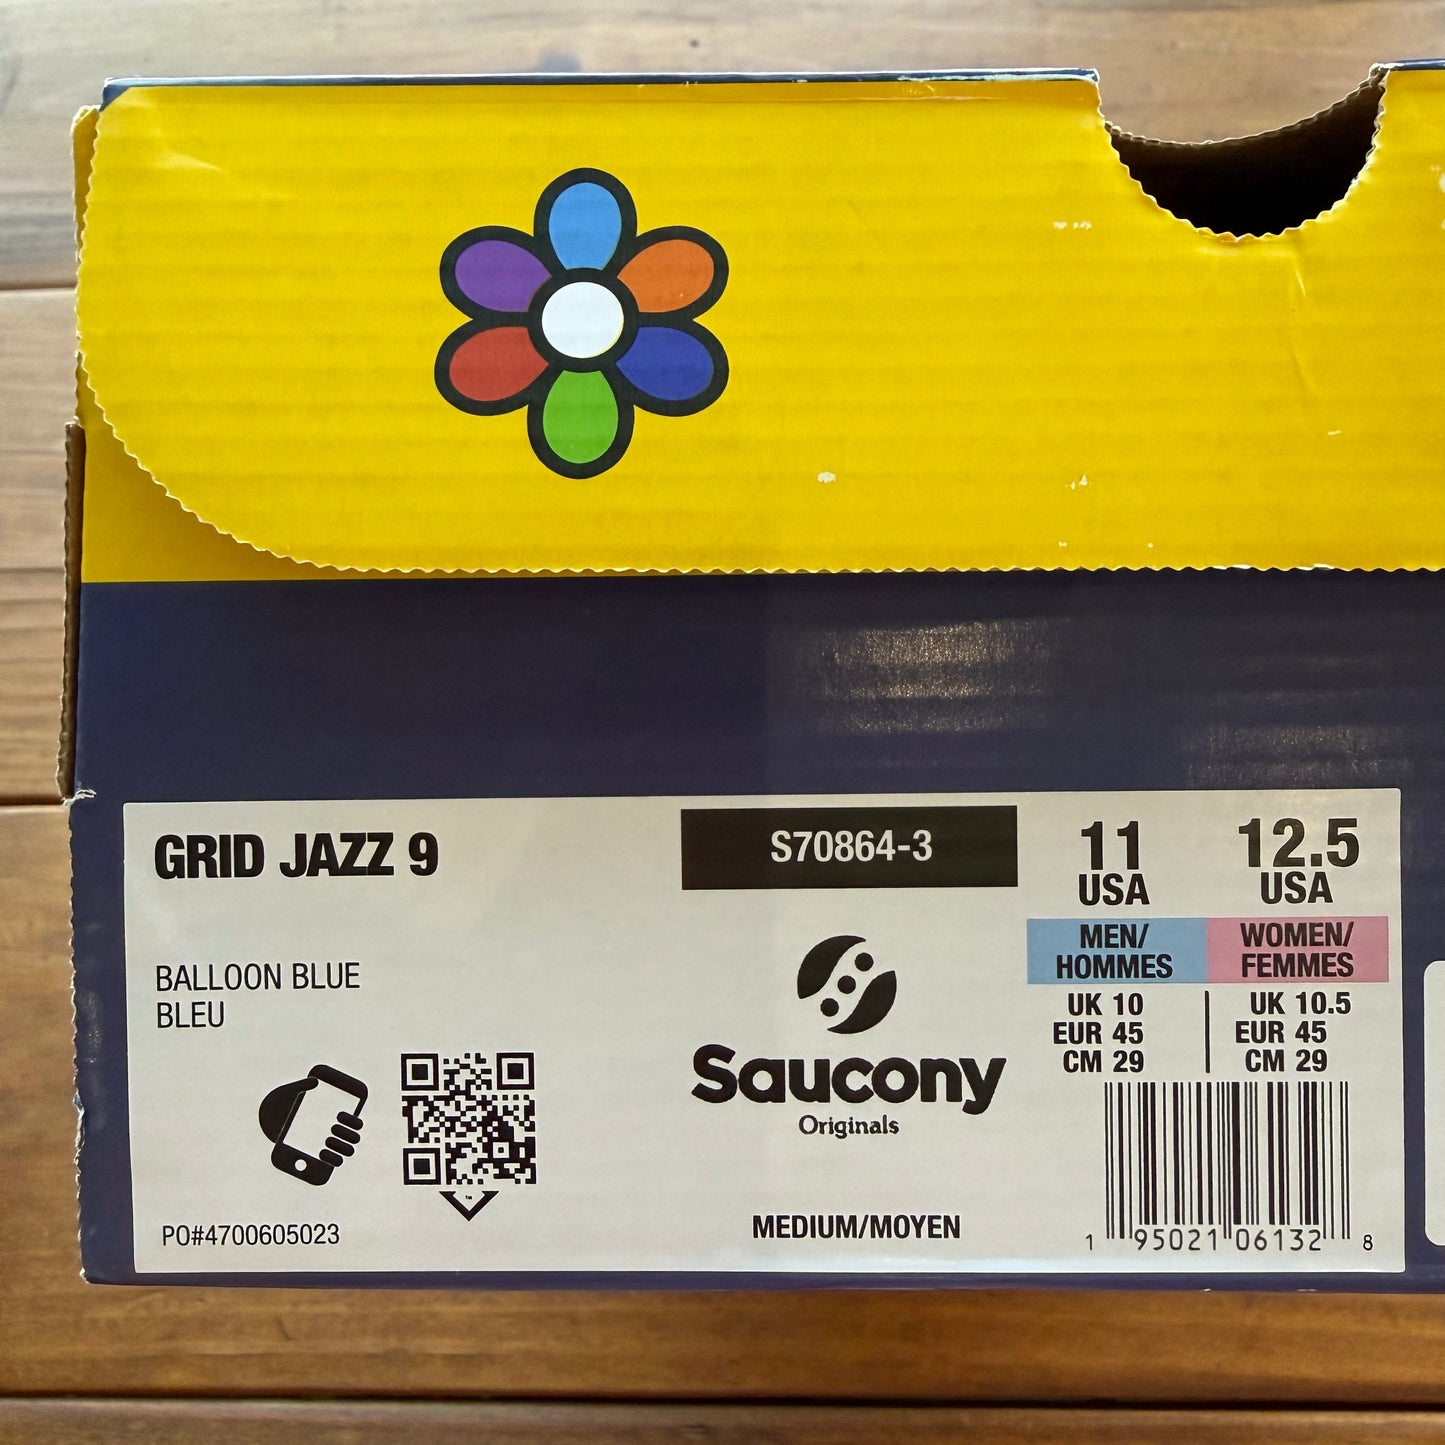 GRID JAZZ 9
BALLOON BLUE
BLEU
PO#4700605023
S70864-3
Saucony
Originals
MEDIUM/MOYEN
11
USA
MEN/
HOMMES
UK 10
EUR 45
CM 29
12.5
USA
WOMEN/
FEMMES
UK 10.5
EUR 45
CM 29
1 95021 06132 8